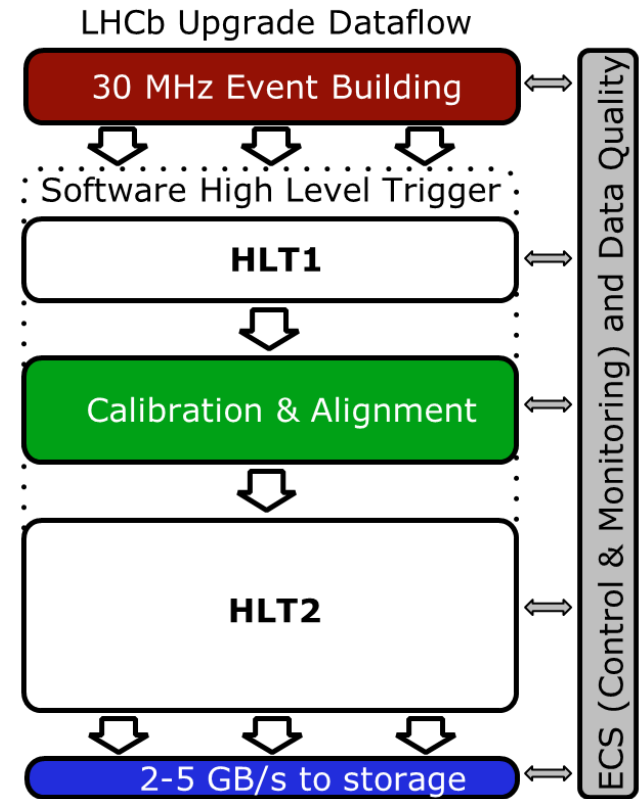 LHCb Upgrade Dataflow
30 MHz Event Building
Software High Level Trigger
HLT1
Calibration & Alignment
HLT2
2-5 GB/s to storage
ECS (Control & Monitoring) and Data Quality